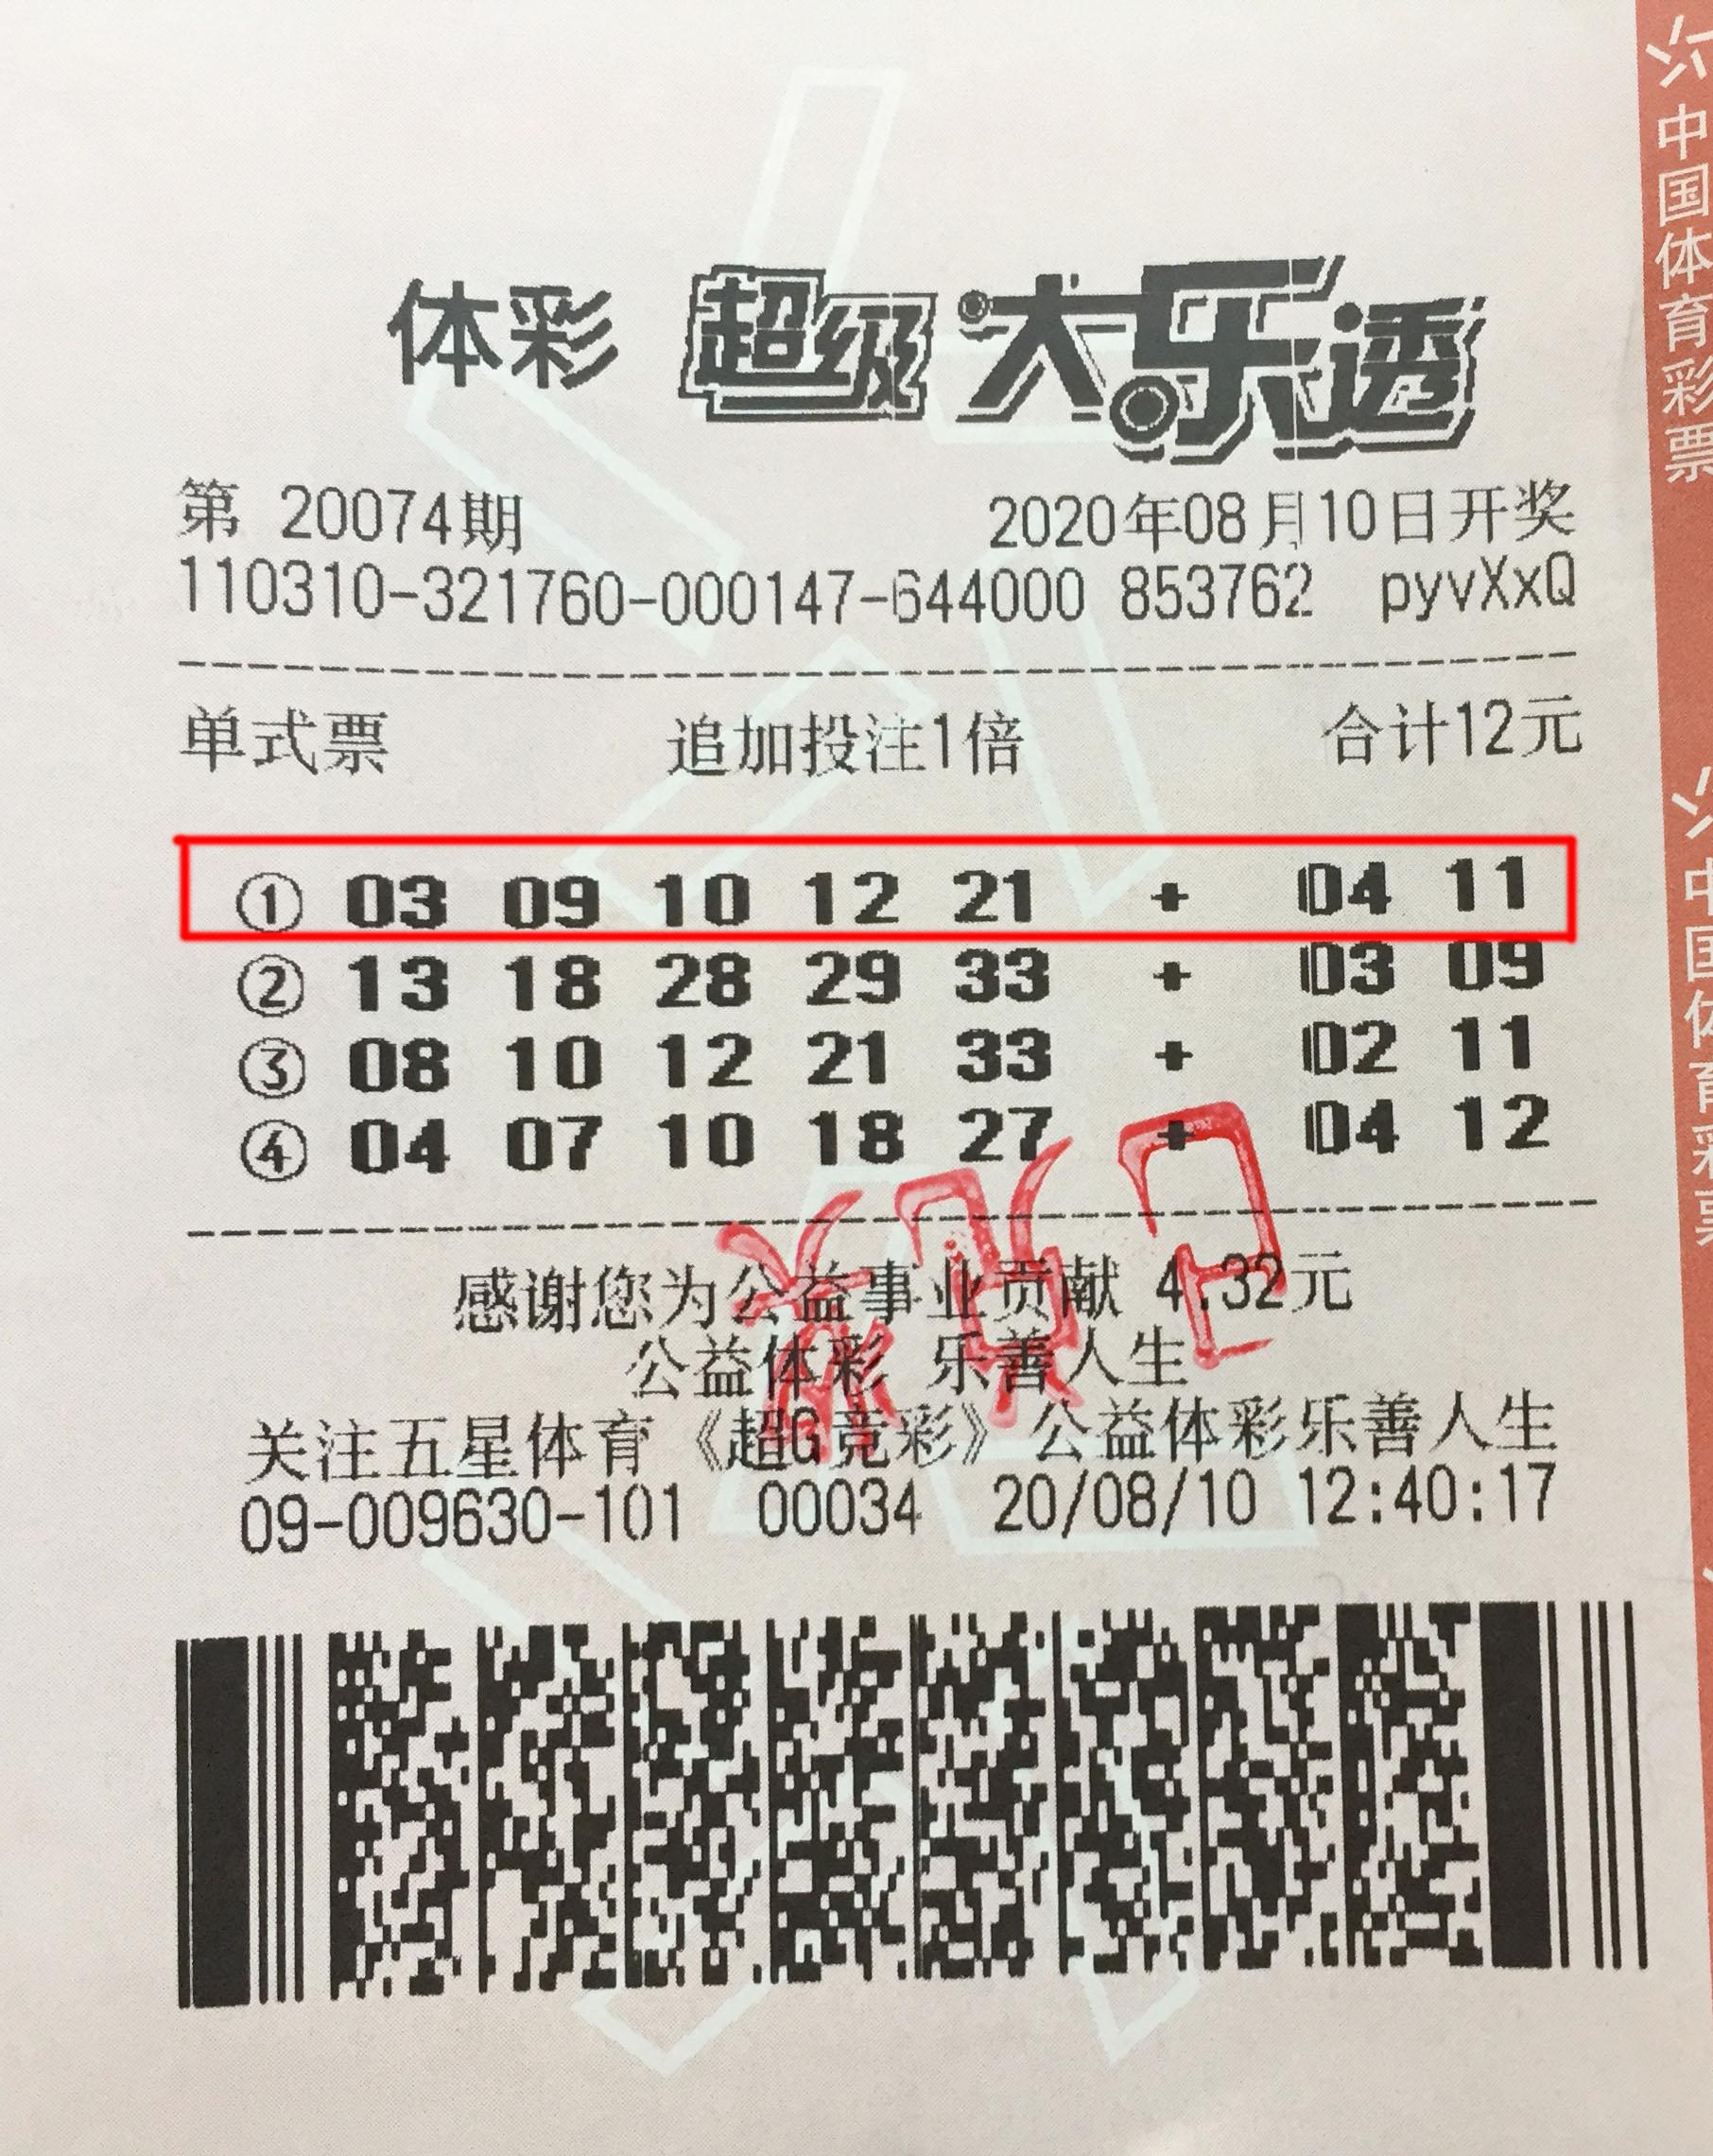 体彩 超级大乐透
第 20074期 2020年08月10日开奖
110310-321760-000147-644000 853762 pyvXxQ
单式票 追加投注1倍 合计12元
① 03 09 10 12 21 + 04 11
② 13 18 28 29 33 + 03 09
③ 08 10 12 21 33 + 02 11
④ 04 07 10 18 27 + 04 12
感谢您为公益事业贡献 4.32元
公益体彩 乐善人生
关注五星体育《超G竞彩》公益体彩乐善人生
09-009630-101 00034 20/08/10 12:40:17
中国体育彩票
中国体育彩票